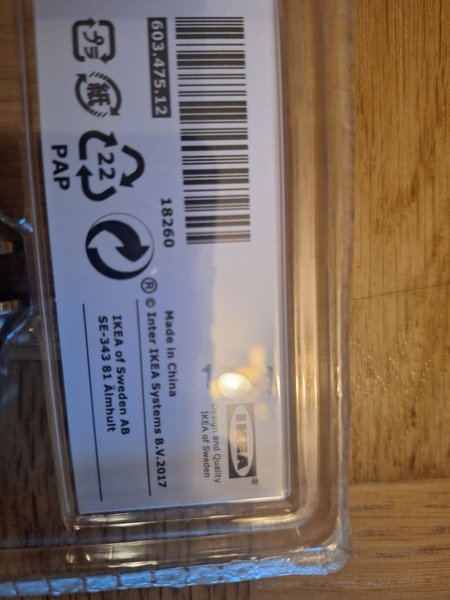 603.475.12
プラ
紙
22
PAP
18260
Made in China
® © Inter IKEA Systems B.V.2017
IKEA of Sweden AB
SE-343 81 Älmhult
1
IKEA®
Design and Quality
IKEA of Sweden